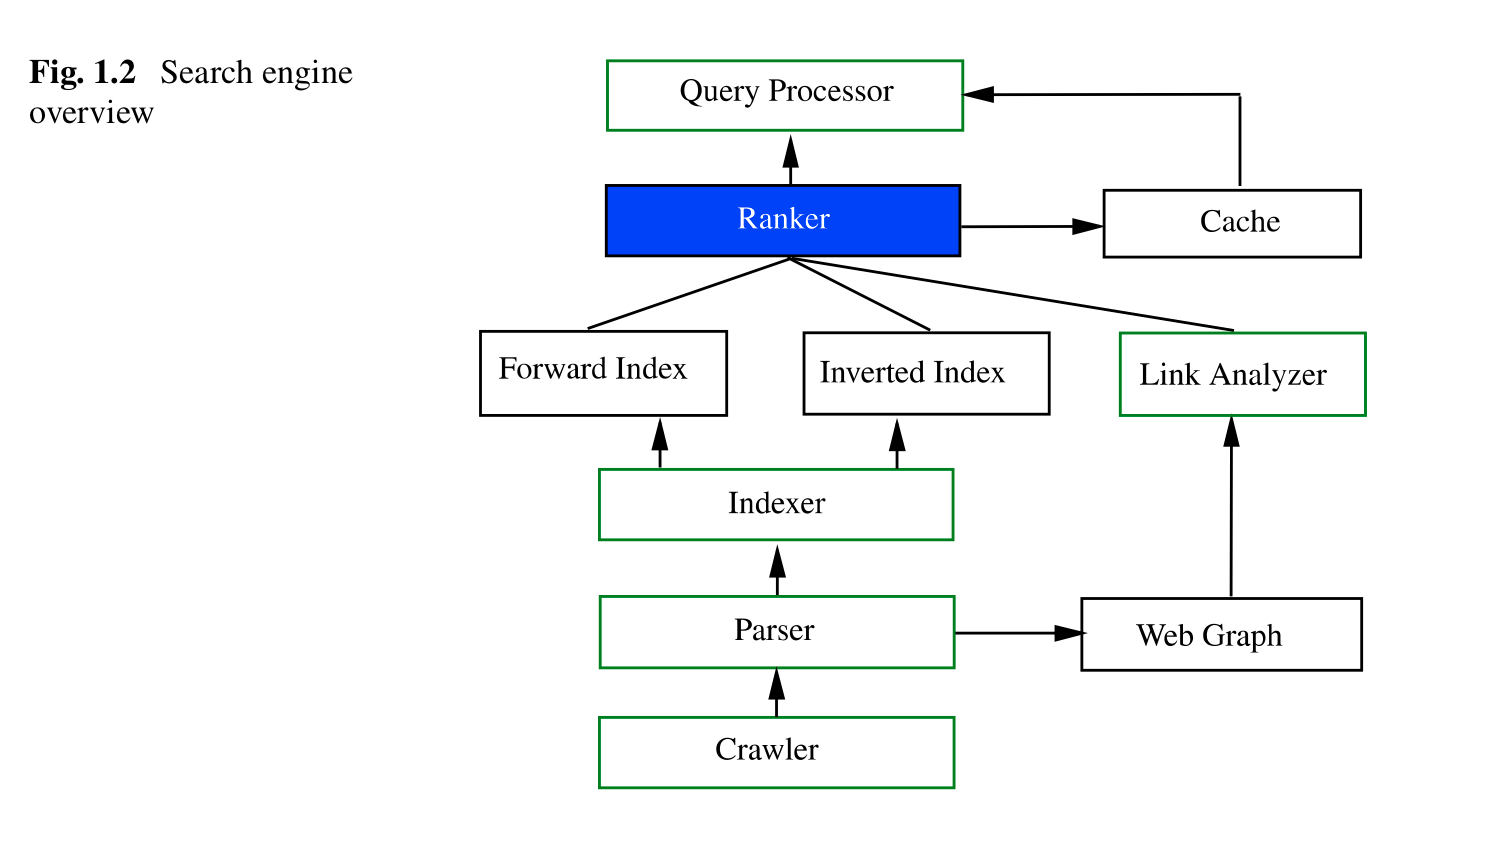 Fig. 1.2 Search engine
overview
Query Processor
Ranker
Cache
Forward Index
Inverted Index
Link Analyzer
Indexer
Parser
Web Graph
Crawler